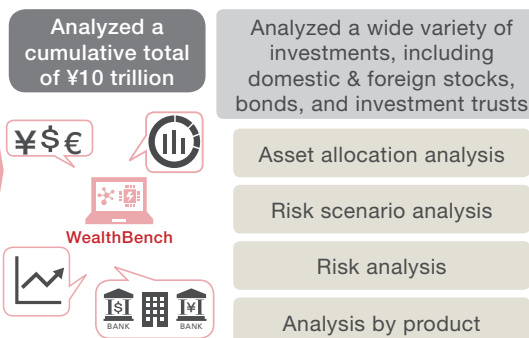 Analyzed a
cumulative total
of ¥10 trillion
Analyzed a wide variety of
investments, including
domestic & foreign stocks,
bonds, and investment trusts
¥$€
WealthBench
$
BANK
¥
BANK
Asset allocation analysis
Risk scenario analysis
Risk analysis
Analysis by product